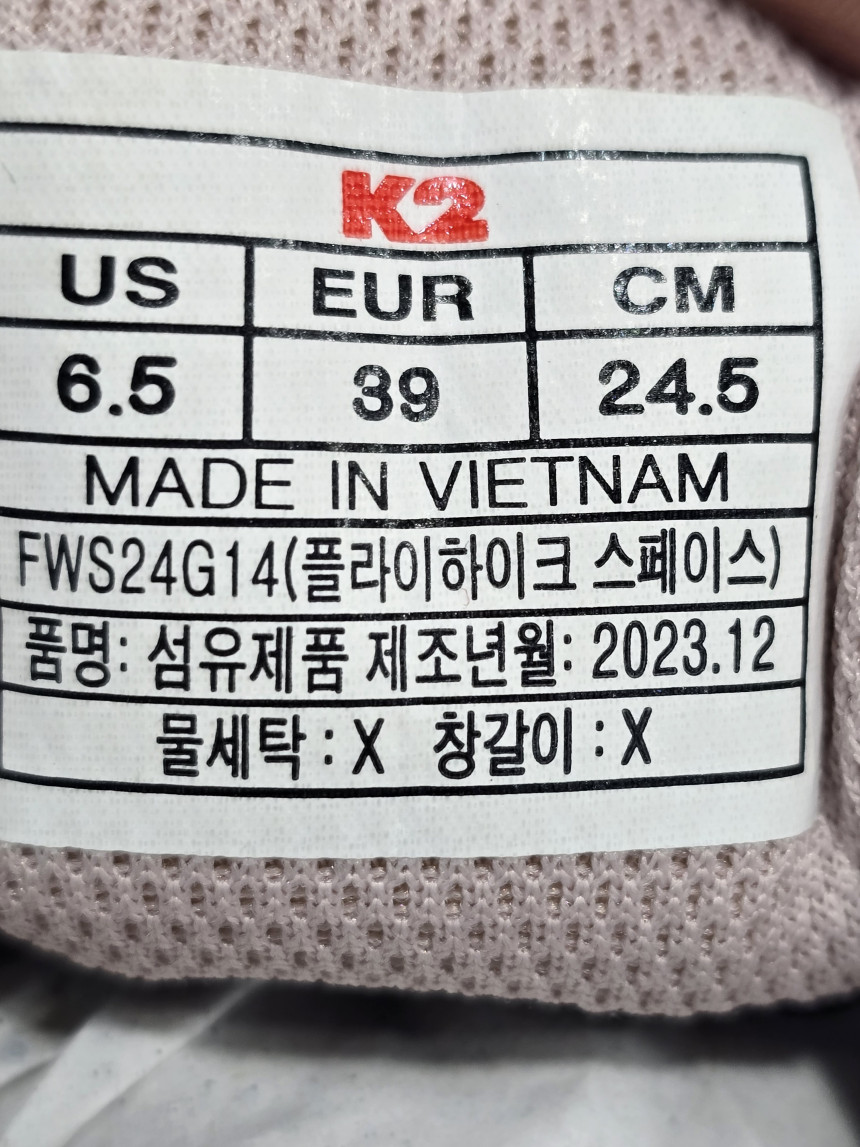 K2
US EUR CM
6.5 39 24.5
MADE IN VIETNAM
FWS24G14(플라이하이크 스페이스)
품명: 섬유제품 제조년월: 2023.12
물세탁 : X 창갈이 : X